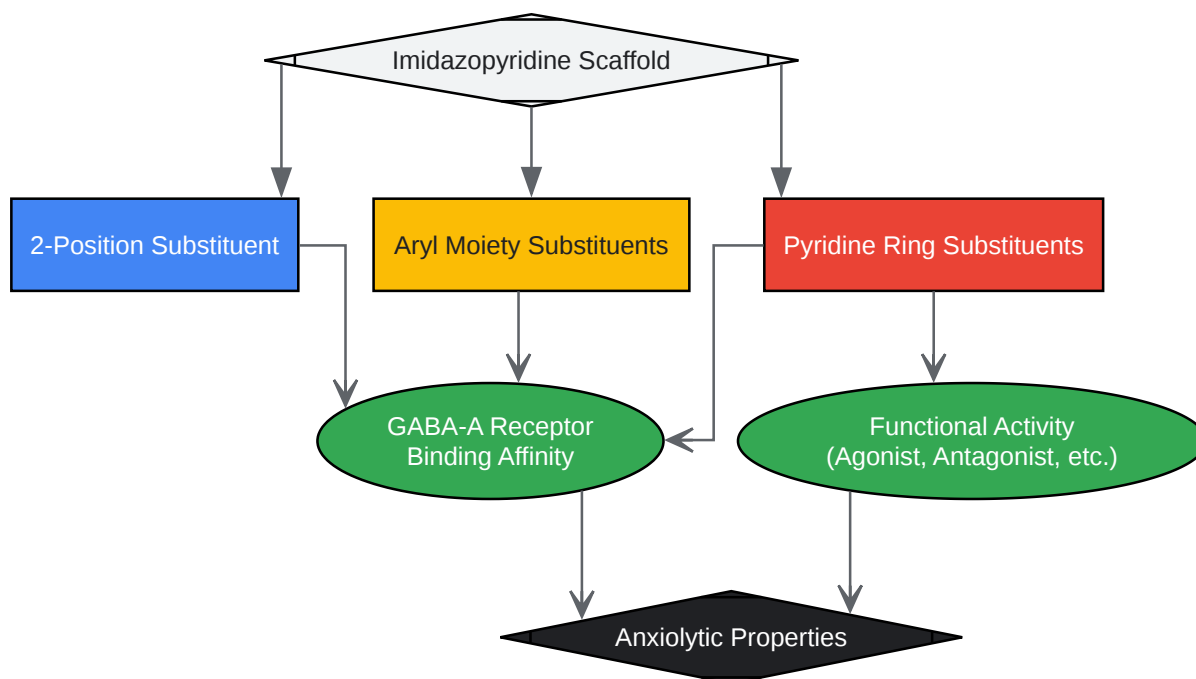 Imidazopyridine Scaffold
2-Position Substituent
Aryl Moiety Substituents
Pyridine Ring Substituents
GABA-A Receptor
Binding Affinity
Functional Activity
(Agonist, Antagonist, etc.)
Anxiolytic Properties